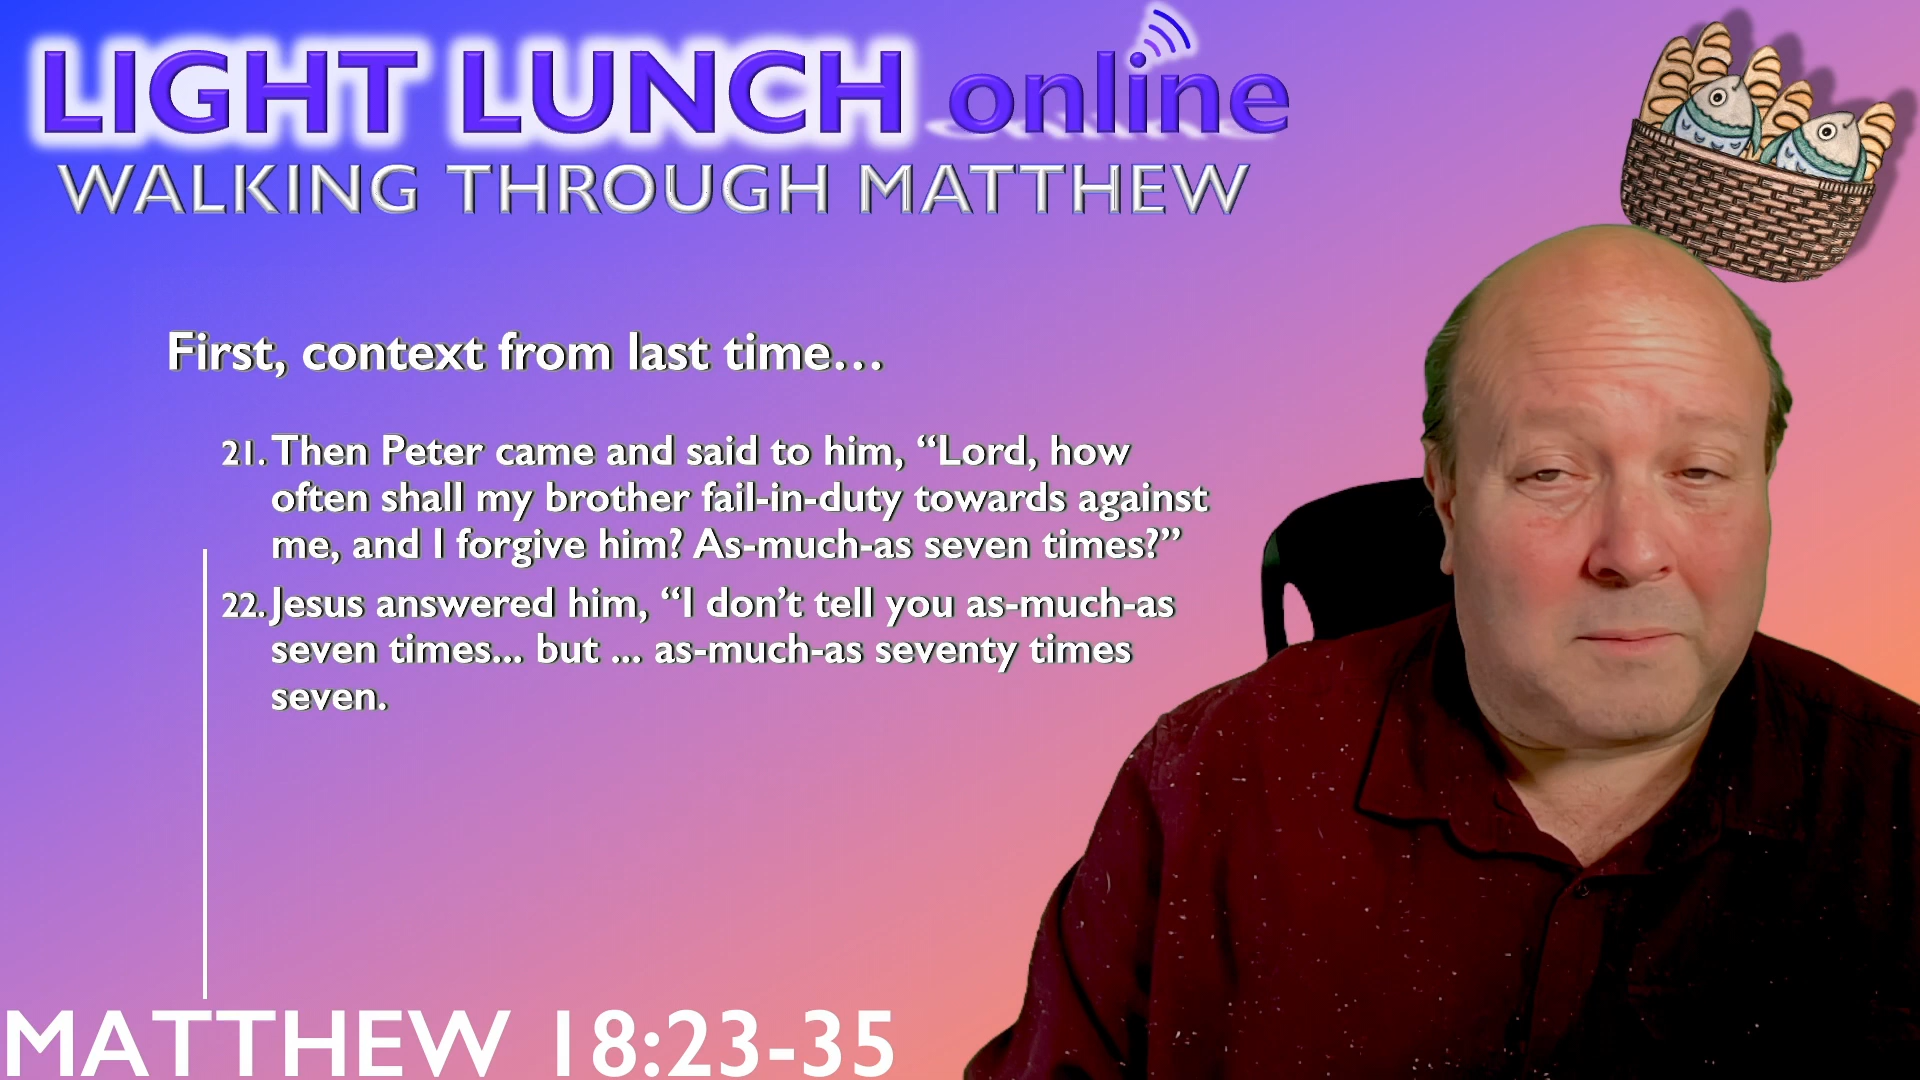 LIGHT LUNCH online
WALKING THROUGH MATTHEW
First, context from last time…
21. Then Peter came and said to him, “Lord, how
often shall my brother fail-in-duty towards against
me, and I forgive him? As-much-as seven times?”
22. Jesus answered him, “I don’t tell you as-much-as
seven times... but ... as-much-as seventy times
seven.
MATTHEW 18:23-35